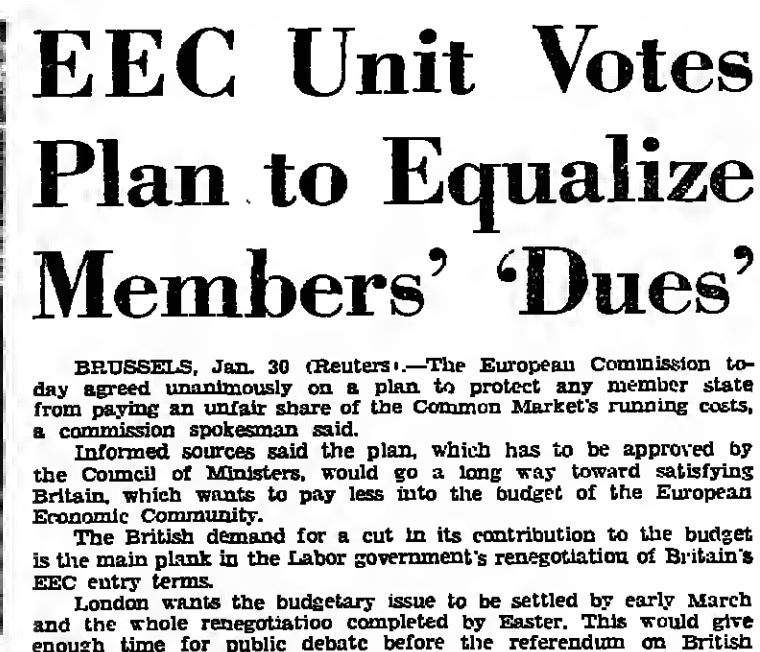 EEC Unit Votes
Plan to Equalize
Members' 'Dues'
BRUSSELS, Jan. 30 (Reuters).—The European Commission to-
day agreed unanimously on a plan to protect any member state
from paying an unfair share of the Common Market's running costs,
a commission spokesman said.
Informed sources said the plan, which has to be approved by
the Council of Ministers, would go a long way toward satisfying
Britain, which wants to pay less into the budget of the European
Economic Community.
The British demand for a cut in its contribution to the budget
is the main plank in the Labor government's renegotiation of Britain's
EEC entry terms.
London wants the budgetary issue to be settled by early March
and the whole renegotiation completed by Easter. This would give
enough time for public debate before the referendum on British